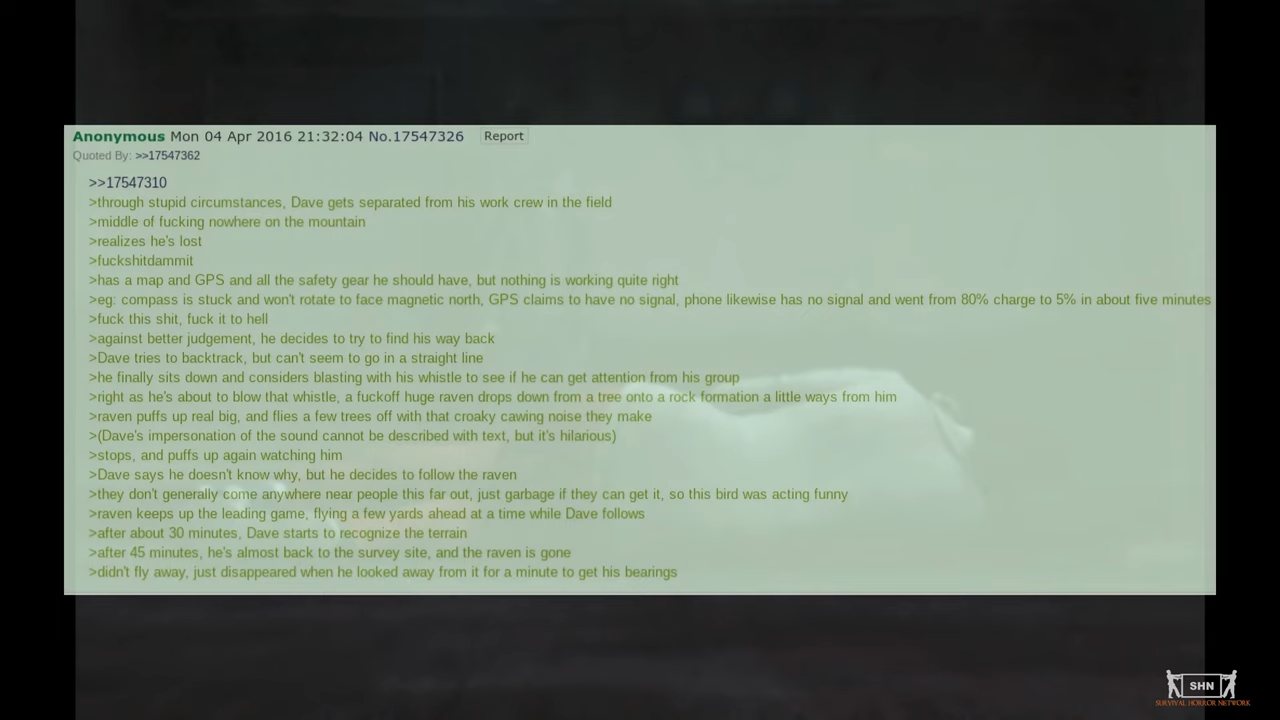 Anonymous Mon 04 Apr 2016 21:32:04 No.17547326 Report
Quoted By: >>17547362
>>17547310
>through stupid circumstances, Dave gets separated from his work crew in the field
>middle of fucking nowhere on the mountain
>realizes he's lost
>fuckshitdammit
>has a map and GPS and all the safety gear he should have, but nothing is working quite right
>eg: compass is stuck and won't rotate to face magnetic north, GPS claims to have no signal, phone likewise has no signal and went from 80% charge to 5% in about five minutes
>fuck this shit, fuck it to hell
>against better judgement, he decides to try to find his way back
>Dave tries to backtrack, but can't seem to go in a straight line
>he finally sits down and considers blasting with his whistle to see if he can get attention from his group
>right as he's about to blow that whistle, a fuckoff huge raven drops down from a tree onto a rock formation a little ways from him
>raven puffs up real big, and flies a few trees off with that croaky cawing noise they make
>(Dave's impersonation of the sound cannot be described with text, but it's hilarious)
>stops, and puffs up again watching him
>Dave says he doesn't know why, but he decides to follow the raven
>they don't generally come anywhere near people this far out, just garbage if they can get it, so this bird was acting funny
>raven keeps up the leading game, flying a few yards ahead at a time while Dave follows
>after about 30 minutes, Dave starts to recognize the terrain
>after 45 minutes, he's almost back to the survey site, and the raven is gone
>didn't fly away, just disappeared when he looked away from it for a minute to get his bearings
SHN
SURVIVAL HORROR NETWORK